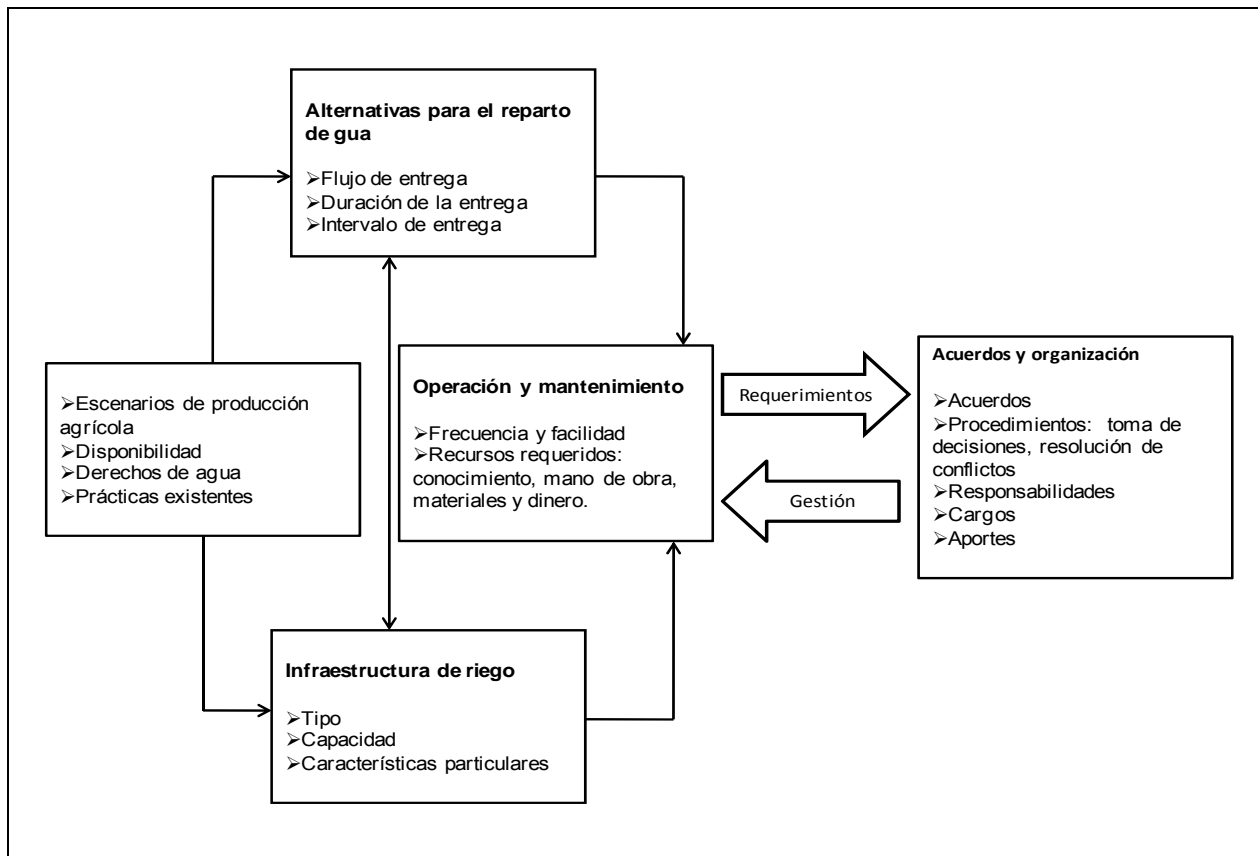 Alternativas para el reparto
de gua
➢Flujo de entrega
➢Duración de la entrega
➢Intervalo de entrega
➢Escenarios de producción
agrícola
➢Disponibilidad
➢Derechos de agua
➢Prácticas existentes
Operación y mantenimiento
➢Frecuencia y facilidad
➢Recursos requeridos:
conocimiento, mano de obra,
materiales y dinero.
Requerimientos
Gestión
Acuerdos y organización
➢Acuerdos
➢Procedimientos: toma de
decisiones, resolución de
conflictos
➢Responsabilidades
➢Cargos
➢Aportes
Infraestructura de riego
➢Tipo
➢Capacidad
➢Características particulares